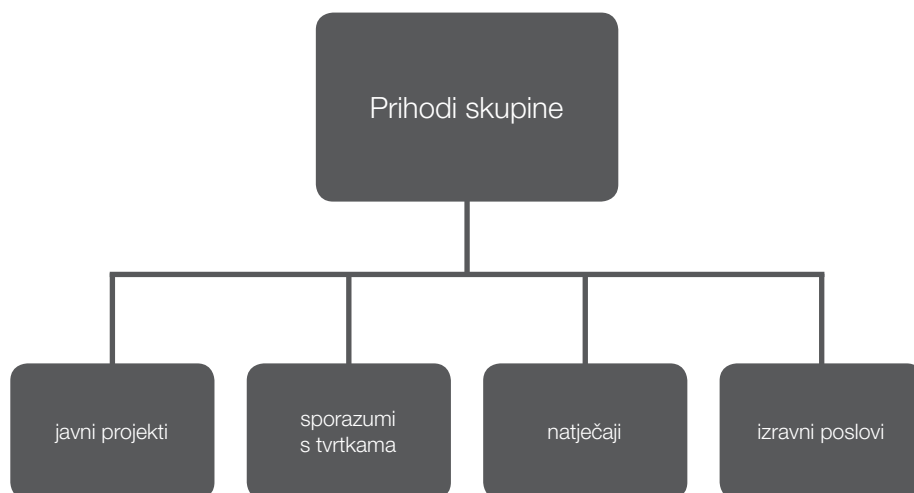 Prihodi skupine
javni projekti
sporazumi
s tvrtkama
natječaji
izravni poslovi